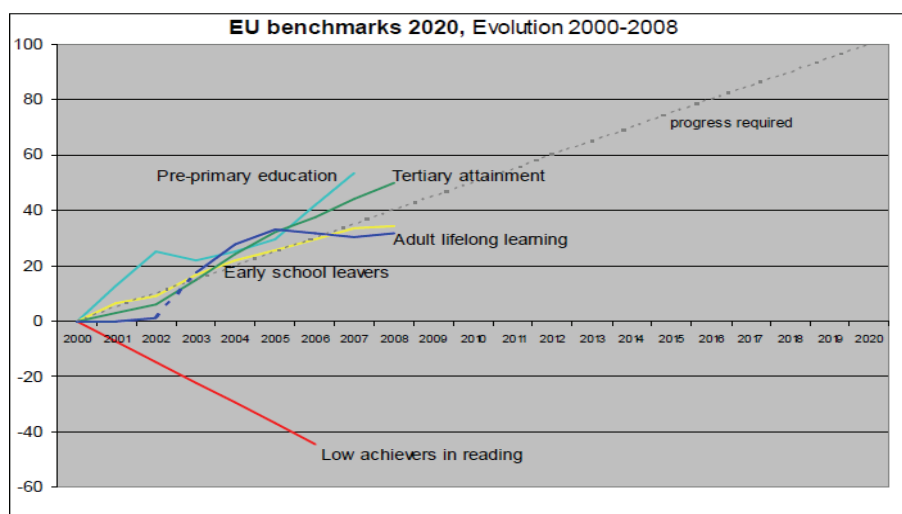 EU benchmarks 2020, Evolution 2000-2008
100
80
60
40
20
0
-20
-40
-60
progress required
Pre-primary education
Tertiary attainment
Adult lifelong learning
Early school leavers
2000 2001 2002 2003 2004 2005 2006 2007 2008 2009 2010 2011 2012 2013 2014 2015 2016 2017 2018 2019 2020
Low achievers in reading